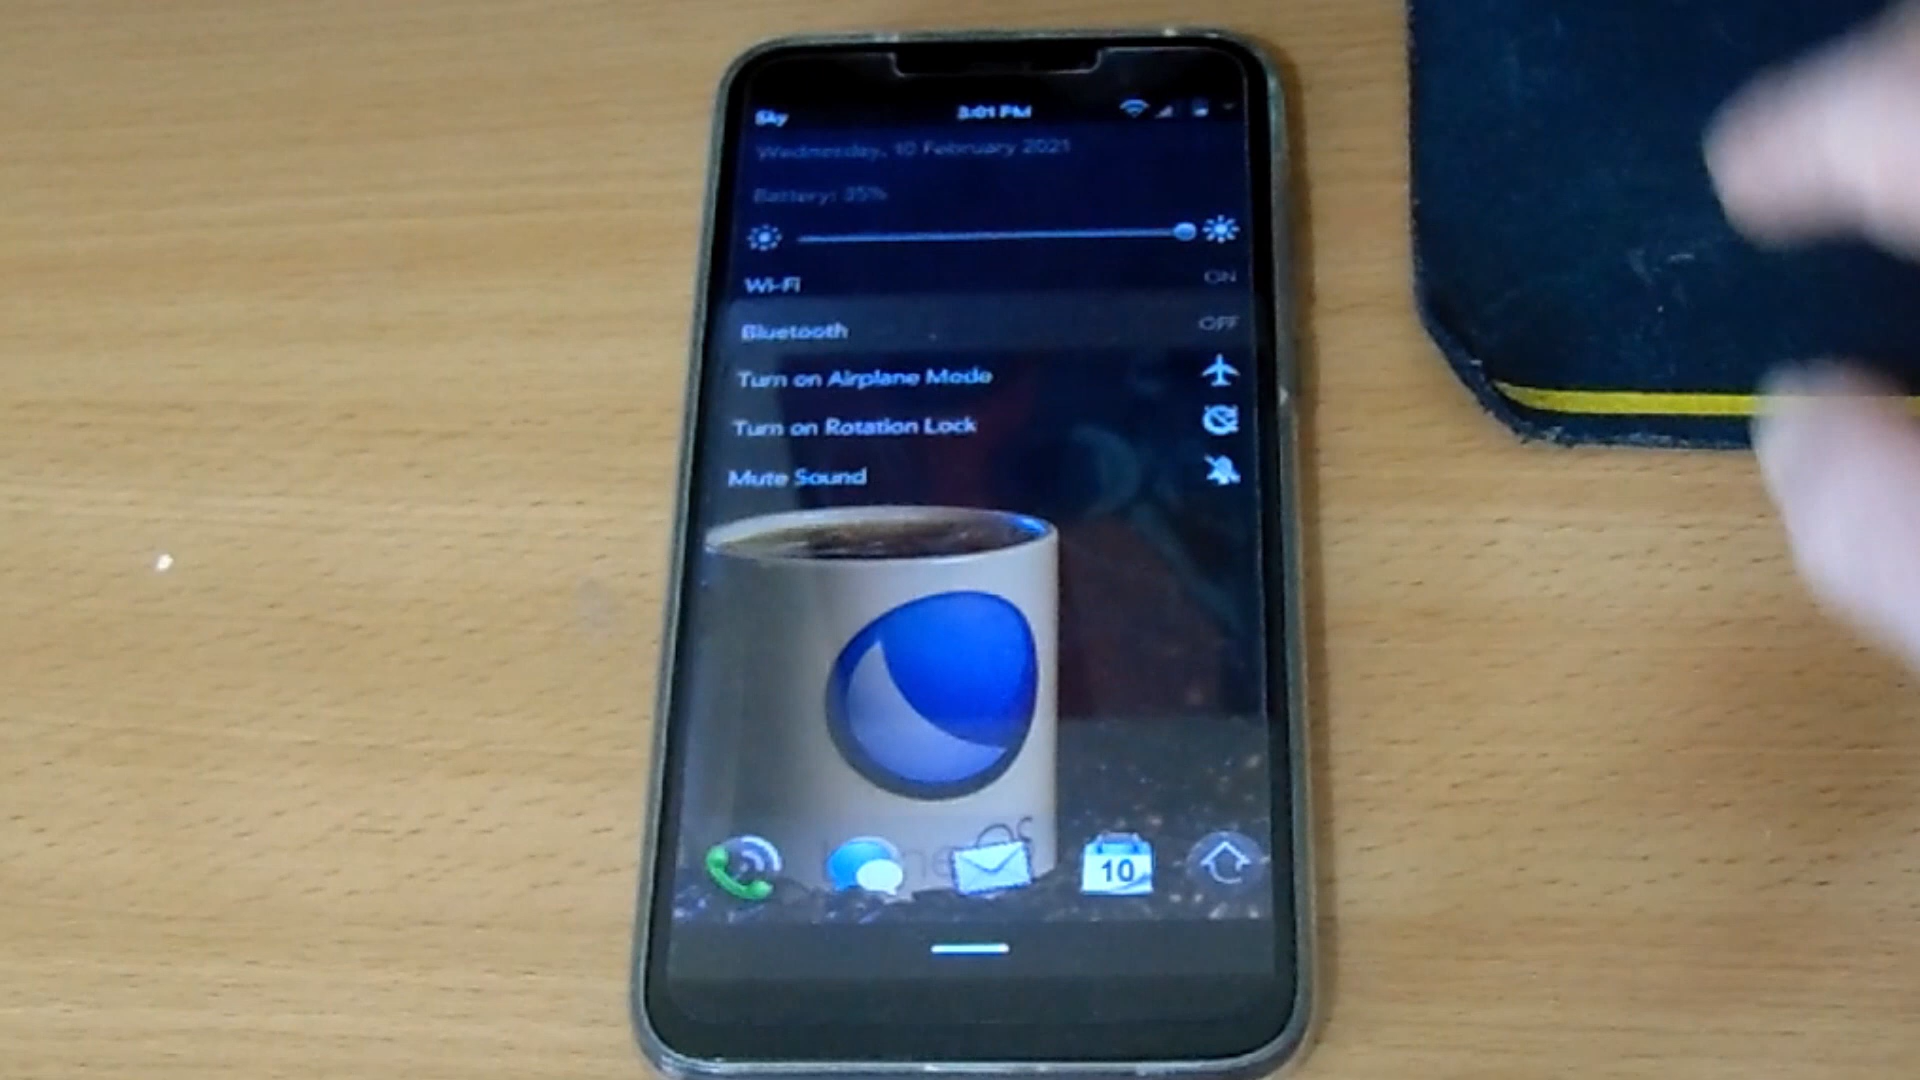 Sky 3:01 PM
Wednesday, 10 February 2021
Battery: 35%
Wi-Fi ON
Bluetooth OFF
Turn on Airplane Mode
Turn on Rotation Lock
Mute Sound
10